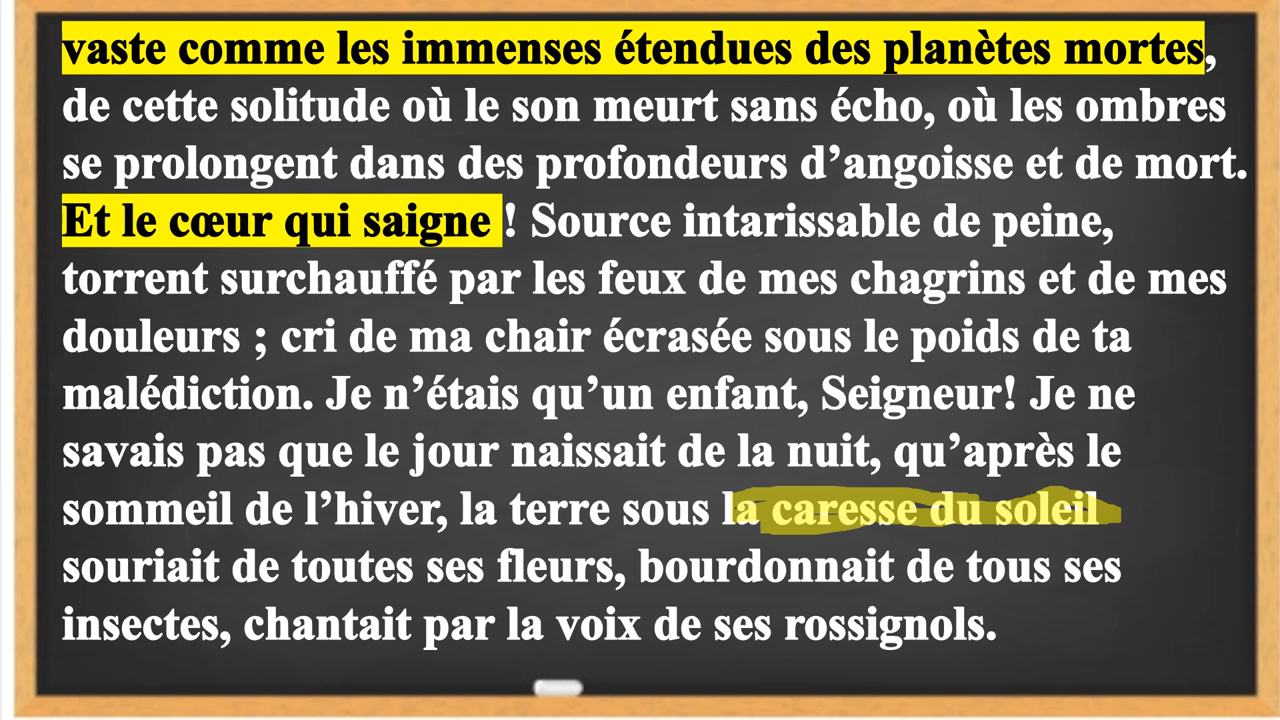 vaste comme les immenses étendues des planètes mortes,
de cette solitude où le son meurt sans écho, où les ombres
se prolongent dans des profondeurs d’angoisse et de mort.
Et le cœur qui saigne ! Source intarissable de peine,
torrent surchauffé par les feux de mes chagrins et de mes
douleurs ; cri de ma chair écrasée sous le poids de ta
malédiction. Je n’étais qu’un enfant, Seigneur! Je ne
savais pas que le jour naissait de la nuit, qu’après le
sommeil de l’hiver, la terre sous la caresse du soleil
souriait de toutes ses fleurs, bourdonnait de tous ses
insectes, chantait par la voix de ses rossignols.